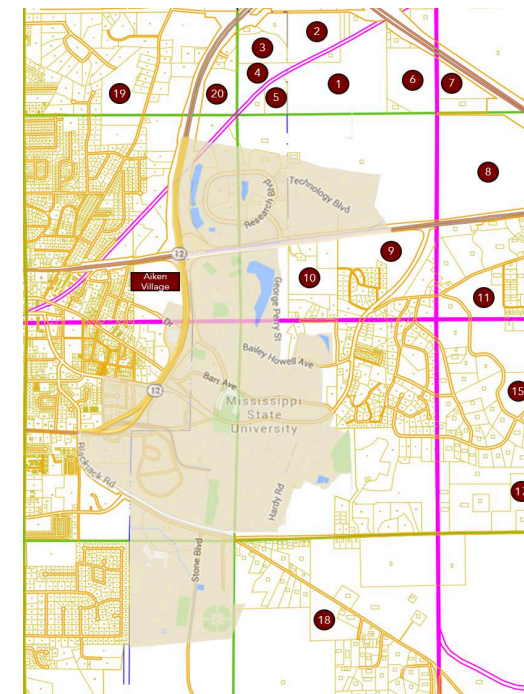 2
3
4
1
6
7
5
19
20
8
Technology Blvd
Research Blvd
12
9
10
Aiken
Village
George Perry St
11
Dr
Bailey Howell Ave
Barr Ave
12
15
Mississippi
State
University
Blackjack Rd
Hardy Rd
17
Stone Blvd
18